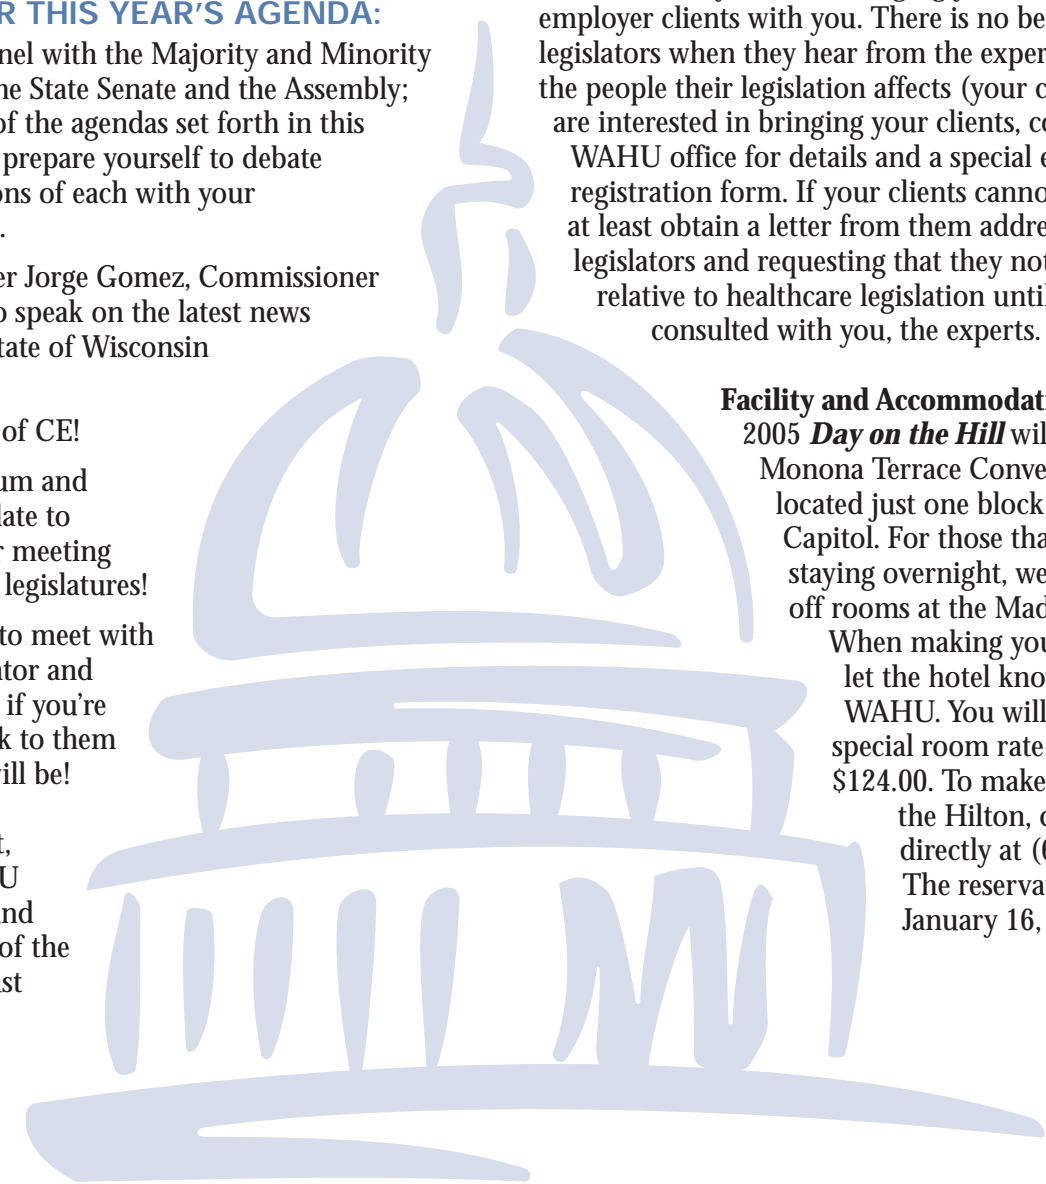 R THIS YEAR'S AGENDA:
nel with the Majority and Minority
he State Senate and the Assembly;
of the agendas set forth in this
prepare yourself to debate
ons of each with your
.
er Jorge Gomez, Commissioner
o speak on the latest news
tate of Wisconsin
of CE!
um and
late to
r meeting
legislatures!
to meet with
ator and
if you're
k to them
ill be!
t,
U
and
of the
ist
employer clients with you. There is no be
legislators when they hear from the exper
the people their legislation affects (your c
are interested in bringing your clients, co
WAHU office for details and a special e
registration form. If your clients canno
at least obtain a letter from them addre
legislators and requesting that they not
relative to healthcare legislation until
consulted with you, the experts.
Facility and Accommodati
2005 Day on the Hill wil
Monona Terrace Conve
located just one block
Capitol. For those tha
staying overnight, we
off rooms at the Mad
When making you
let the hotel kno
WAHU. You will
special room rate
$124.00. To make
the Hilton, c
directly at (6
The reserva
January 16,